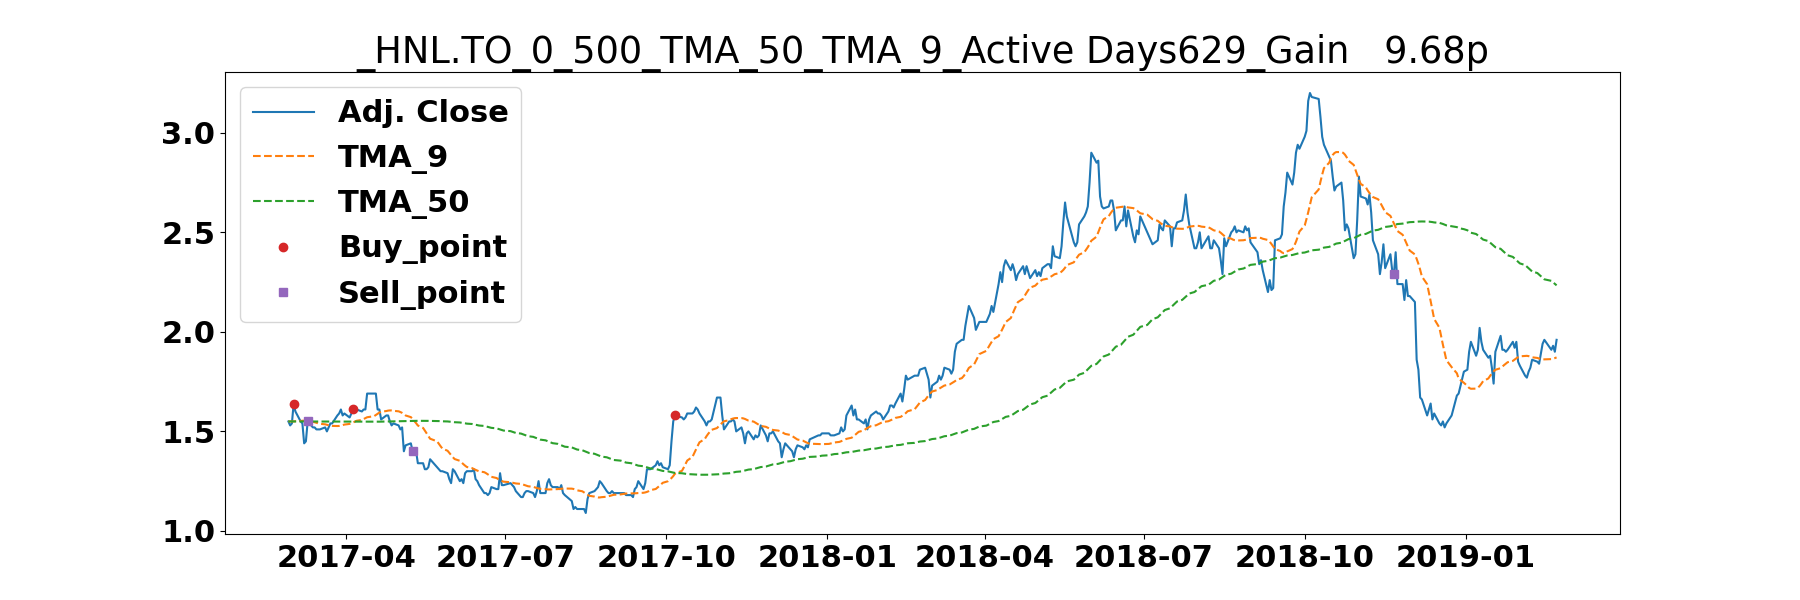 _HNL.TO_0_500_TMA_50_TMA_9_Active Days629_Gain   9.68p
Adj. Close
TMA_9
TMA_50
Buy_point
Sell_point
3.0
2.5
2.0
1.5
1.0
2017-04 2017-07 2017-10 2018-01 2018-04 2018-07 2018-10 2019-01